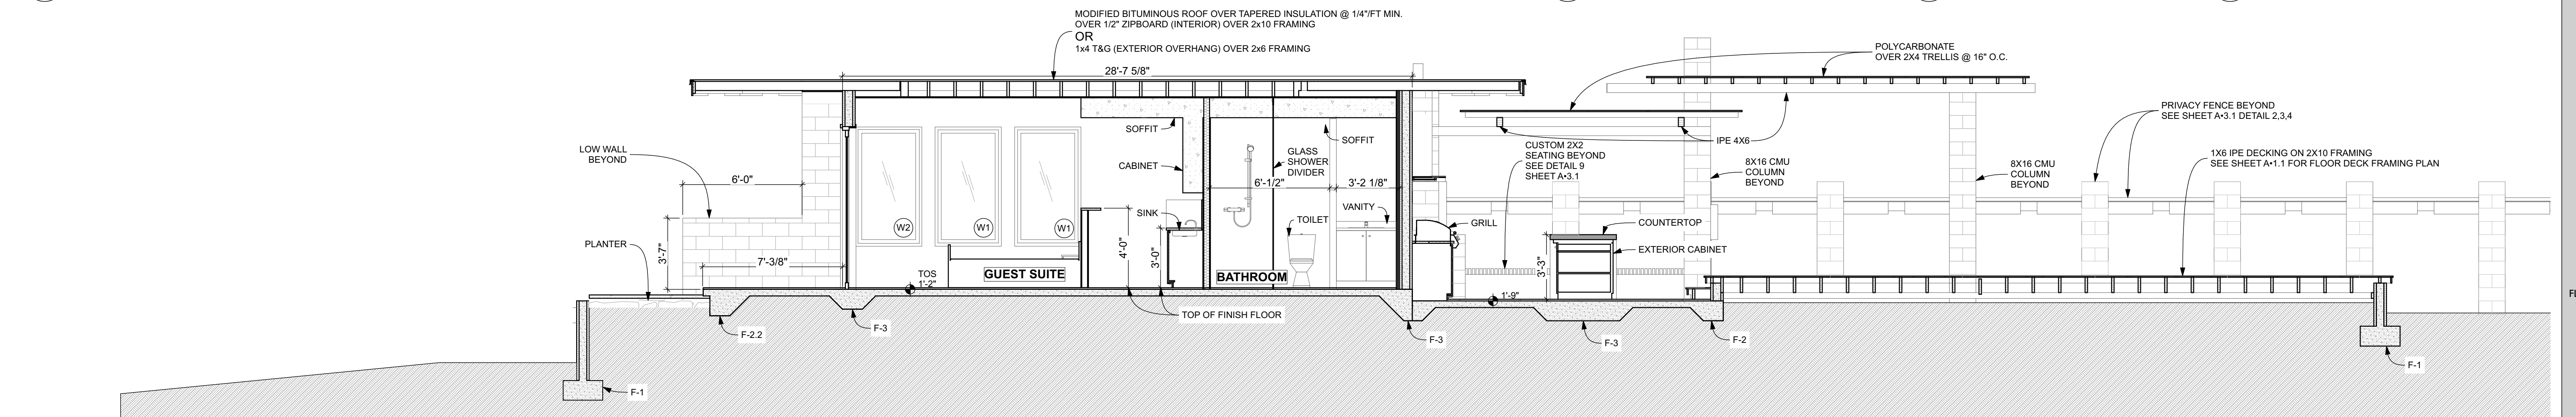 MODIFIED BITUMINOUS ROOF OVER TAPERED INSULATION @ 1/4"/FT MIN.
OVER 1/2" ZIPBOARD (INTERIOR) OVER 2x10 FRAMING
OR
1x4 T&G (EXTERIOR OVERHANG) OVER 2x6 FRAMING
28'-7 5/8"
POLYCARBONATE
OVER 2X4 TRELLIS @ 16" O.C.
PRIVACY FENCE BEYOND
SEE SHEET A•3.1 DETAIL 2,3,4
LOW WALL
BEYOND
6'-0"
SOFFIT
CABINET
SINK
GLASS
SHOWER
DIVIDER
SOFFIT
6'-1/2"
3'-2 1/8"
TOILET
VANITY
CUSTOM 2X2
SEATING BEYOND
SEE DETAIL 9
SHEET A•3.1
IPE 4X6
8X16 CMU
COLUMN
BEYOND
8X16 CMU
COLUMN
BEYOND
1X6 IPE DECKING ON 2X10 FRAMING
SEE SHEET A•1.1 FOR FLOOR DECK FRAMING PLAN
PLANTER
3'-7"
7'-3/8"
W2
W1
W1
TOS
1'-2"
GUEST SUITE
4'-0"
3'-0"
BATHROOM
GRILL
COUNTERTOP
EXTERIOR CABINET
3'-3"
1'-9"
TOP OF FINISH FLOOR
F-2.2
F-3
F-3
F-3
F-2
F-1
F-1